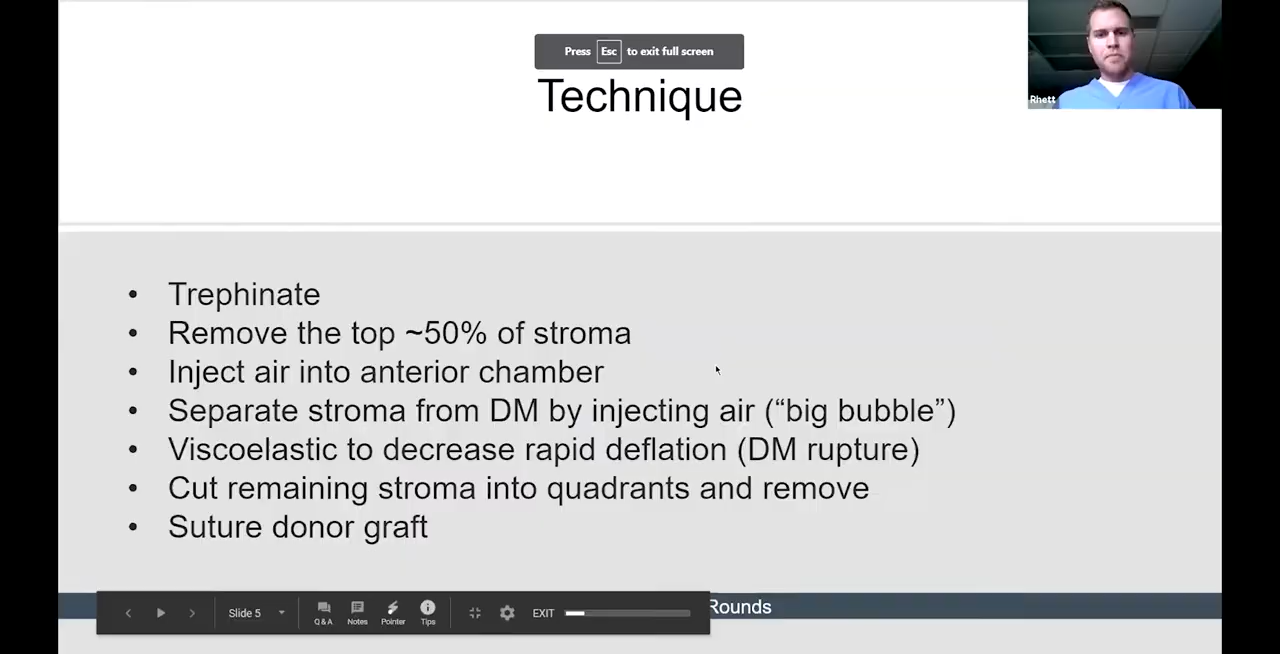 Press Esc to exit full screen
Technique
Rhett
• Trephinate
• Remove the top ~50% of stroma
• Inject air into anterior chamber
• Separate stroma from DM by injecting air (“big bubble”)
• Viscoelastic to decrease rapid deflation (DM rupture)
• Cut remaining stroma into quadrants and remove
• Suture donor graft
Rounds
Slide 5
Q & A Notes Pointer Tips
EXIT